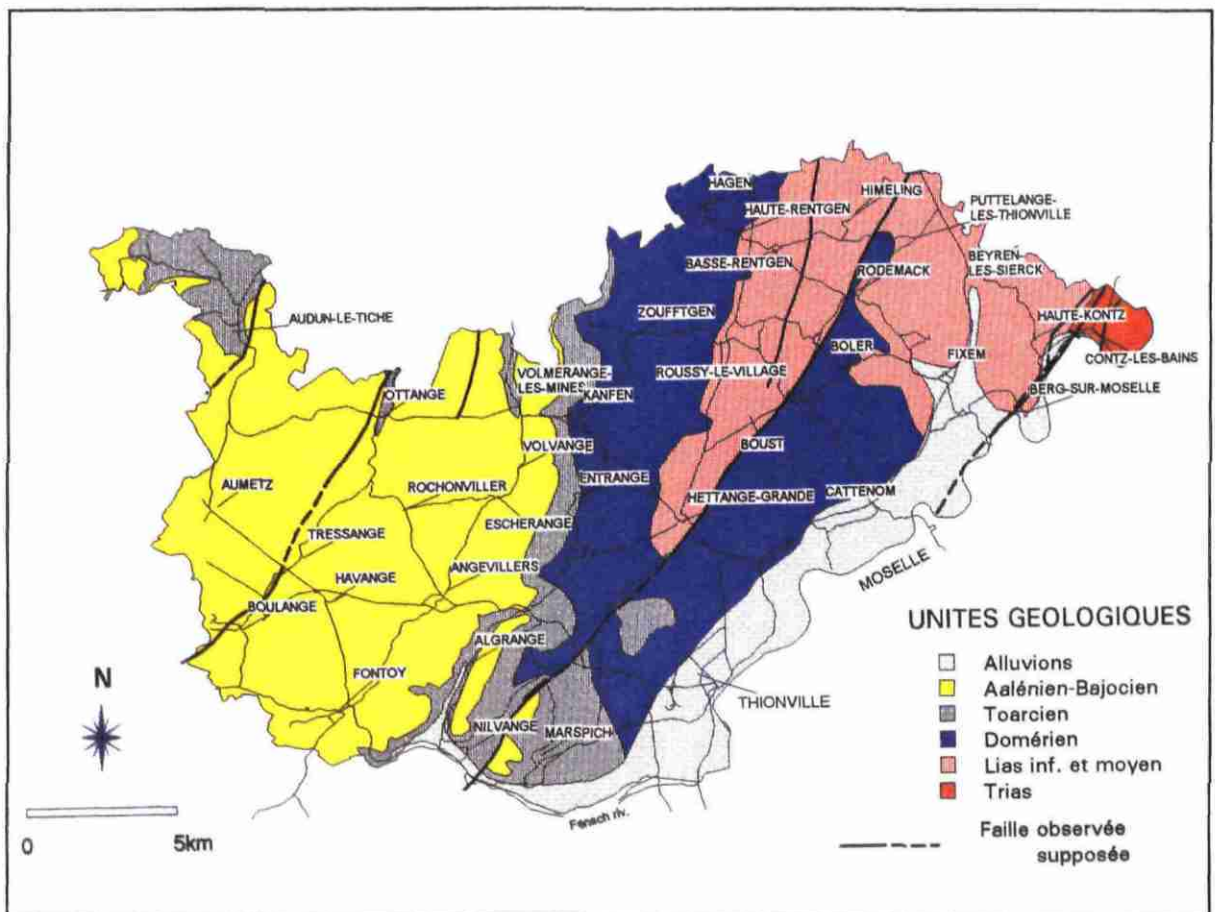 HAGEN
HIMELING
PUTTELANGE-
LES-THIONVILLE
HAUTE-RENTGEN
BEYREN-
LES-SIERCK
BASSE-RENTGEN
RODEMACK
ZOUFFTGEN
HAUTE-KONTZ
AUDUN-LE-TICHE
BOLER
FIXEM
CONTZ-LES-BAINS
VOLMERANGE-
LES-MINES
ROUSSY-LE-VILLAGE
BERG-SUR-MOSELLE
OTTANGE
KANFEN
VOLVANGE
BOUST
AUMETZ
ROCHONVILLER
ENTRANGE
HETTANGE-GRANDE
CATTENOM
ESCHERANGE
TRESSANGE
HAVANGE
ANGEVILLERS
MOSELLE
BOULANGE
ALGRANGE
FONTOY
THIONVILLE
NILVANGE
MARSPICH
Fensch riv.
N
0 5km
UNITES GEOLOGIQUES
Alluvions
Aalénien-Bajocien
Toarcien
Domérien
Lias inf. et moyen
Trias
Faille observée
supposée